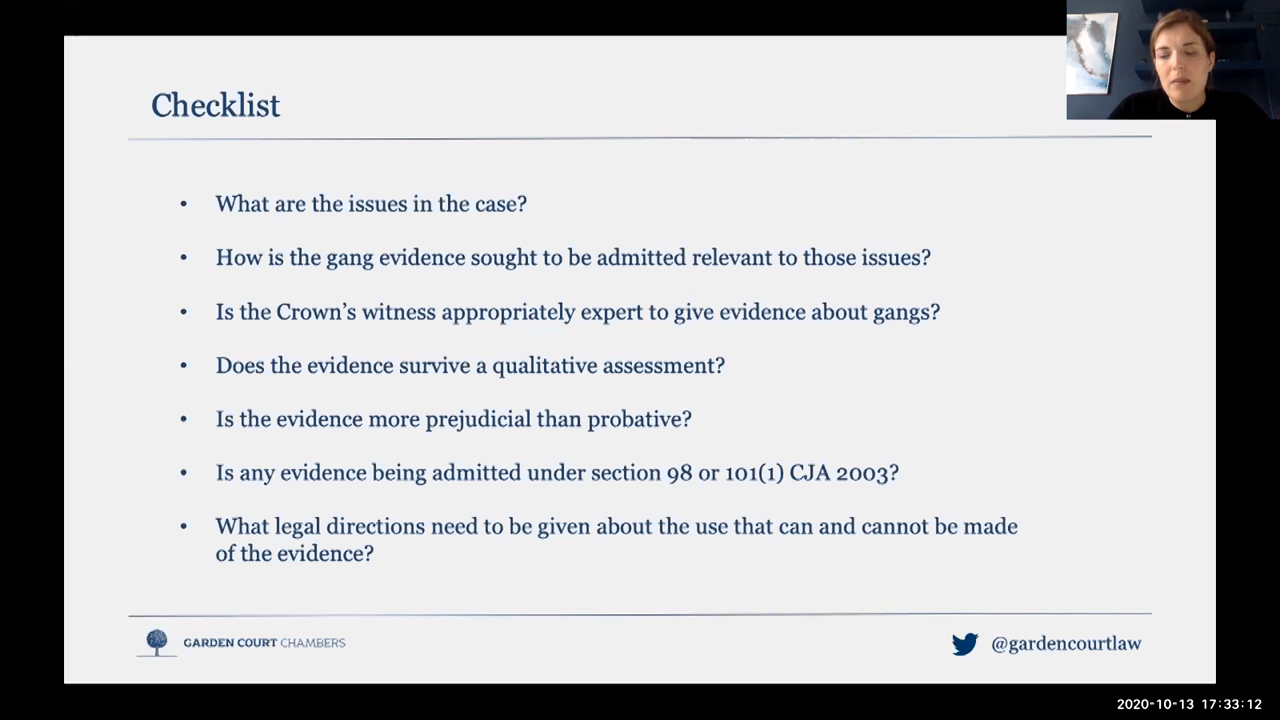 Checklist
• What are the issues in the case?
• How is the gang evidence sought to be admitted relevant to those issues?
• Is the Crown’s witness appropriately expert to give evidence about gangs?
• Does the evidence survive a qualitative assessment?
• Is the evidence more prejudicial than probative?
• Is any evidence being admitted under section 98 or 101(1) CJA 2003?
• What legal directions need to be given about the use that can and cannot be made
of the evidence?
GARDEN COURT CHAMBERS
@gardencourtlaw
2020-10-13 17:33:12